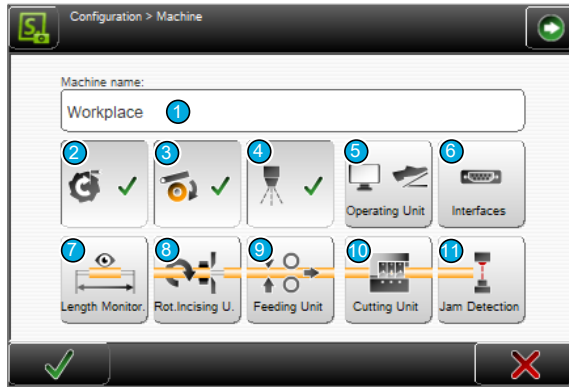 Configuration > Machine
Machine name:
Workplace 1
2 3 4 5 6
Operating Unit Interfaces
7 8 9 10 11
Length Monitor. Rot.Incising U. Feeding Unit Cutting Unit Jam Detection